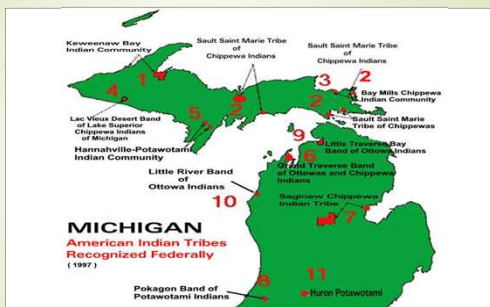 Keweenaw Bay
Indian Community
1
Sault Saint Marie Tribe
of
Chippewa Indians
Sault Saint Marie Tribe
of
Chippewa Indians
3
2
Bay Mills Chippewa
Indian Community
4
2
2
Sault Saint Marie
Tribe of Chippewas
Lac Vieux Desert Band
of Lake Superior
Chippewa Indians
of Michigan
5
Hannahville-Potawatomi
Indian Community
9
Little Traverse Bay
Band of Ottowa Indians
6
Grand Traverse Band
of Ottowas and Chippewa
Indians
Little River Band
of Ottowa Indians
10
Saginaw Chippewa
Indian Tribe
7
MICHIGAN
American Indian Tribes
Recognized Federally
( 1997 )
8
Pokagon Band of
Potawatomi Indians
11
Huron Potawotomi